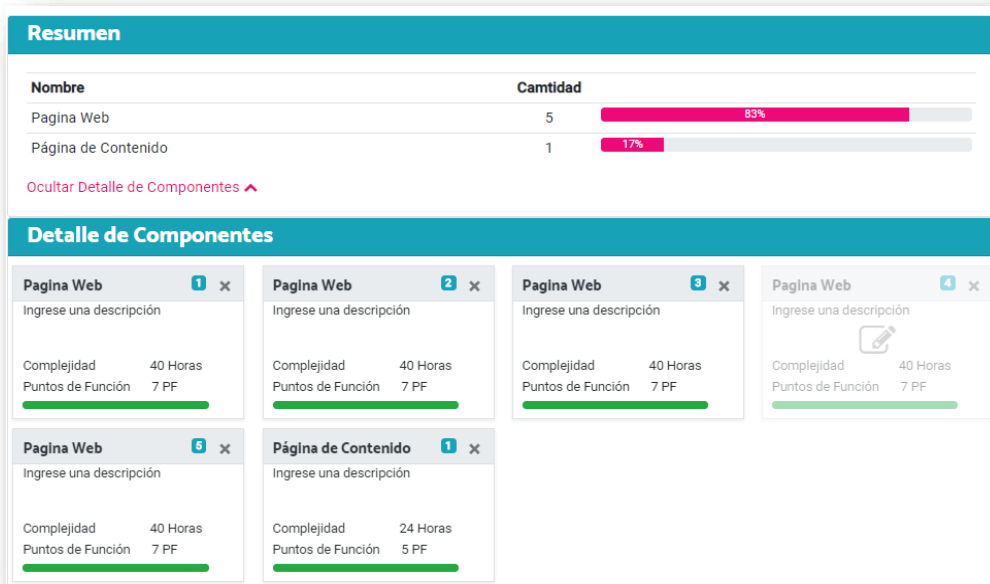 Resumen
Nombre Camtidad
Pagina Web 5 83%
Página de Contenido 1 17%
Ocultar Detalle de Componentes
Detalle de Componentes
Pagina Web 1 ×
Ingrese una descripción
Complejidad 40 Horas
Puntos de Función 7 PF
Pagina Web 2 ×
Ingrese una descripción
Complejidad 40 Horas
Puntos de Función 7 PF
Pagina Web 3 ×
Ingrese una descripción
Complejidad 40 Horas
Puntos de Función 7 PF
Pagina Web 4 ×
Ingrese una descripción
Complejidad 40 Horas
Puntos de Función 7 PF
Pagina Web 5 ×
Ingrese una descripción
Complejidad 40 Horas
Puntos de Función 7 PF
Página de Contenido 1 ×
Ingrese una descripción
Complejidad 24 Horas
Puntos de Función 5 PF